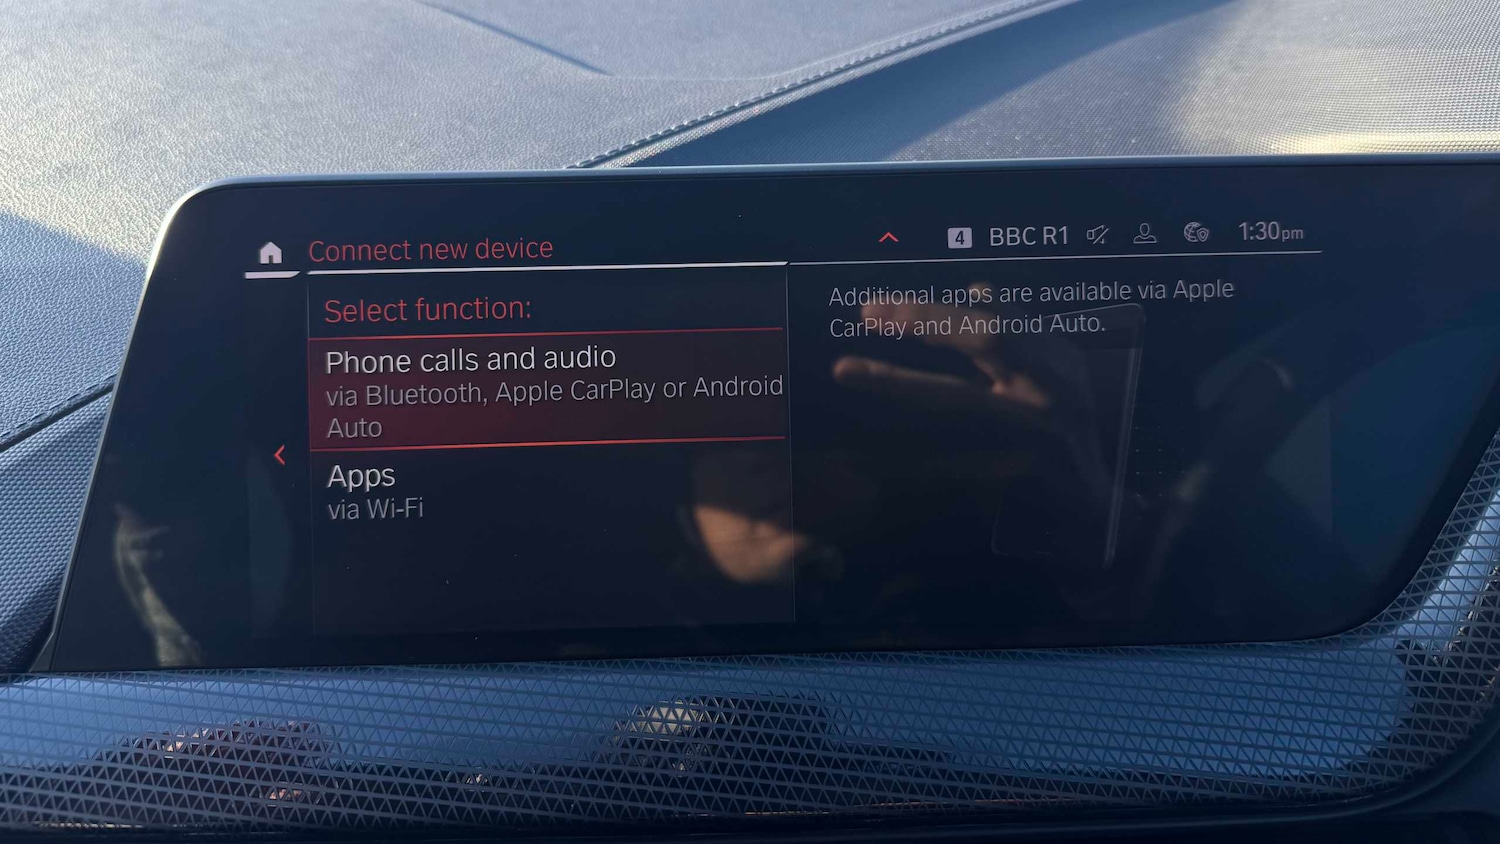 Connect new device
4 BBC R1 1:30pm
Select function:
Phone calls and audio
via Bluetooth, Apple CarPlay or Android
Auto
Apps
via Wi-Fi
Additional apps are available via Apple
CarPlay and Android Auto.